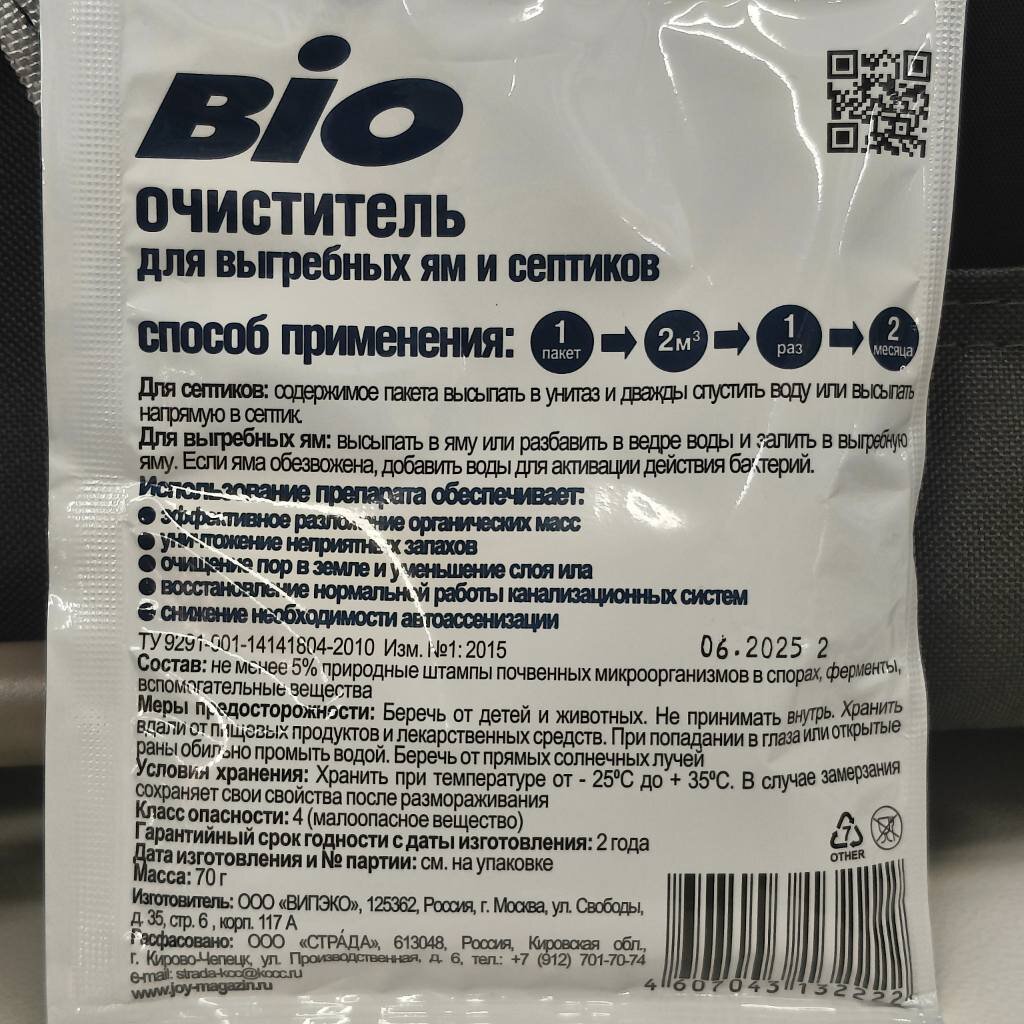 BIO
очиститель
для выгребных ям и септиков
способ применения: 1 пакет 2м³ 1 раз 2 месяца
Для септиков: содержимое пакета высыпать в унитаз и дважды спустить воду или высыпать
напрямую в септик.
Для выгребных ям: высыпать в яму или разбавить в ведре воды и залить в выгребную
яму. Если яма обезвожена, добавить воды для активации действия бактерий.
Использование препарата обеспечивает:
● эффективное разложение органических масс
● уничтожение неприятных запахов
● очищение пор в земле и уменьшение слоя ила
● восстановление нормальной работы канализационных систем
● снижение необходимости автоассенизации
ТУ 9291-001-14141804-2010 Изм. №1: 2015
06.2025 2
Состав: не менее 5% природные штампы почвенных микроорганизмов в спорах, ферменты,
вспомогательные вещества
Меры предосторожности: Беречь от детей и животных. Не принимать внутрь. Хранить
вдали от пищевых продуктов и лекарственных средств. При попадании в глаза или открытые
раны обильно промыть водой. Беречь от прямых солнечных лучей
Условия хранения: Хранить при температуре от - 25ºС до + 35ºС. В случае замерзания
сохраняет свои свойства после размораживания
Класс опасности: 4 (малоопасное вещество)
Гарантийный срок годности с даты изготовления: 2 года
Дата изготовления и № партии: см. на упаковке
Масса: 70 г
7
OTHER
Изготовитель: ООО «ВИПЭКО», 125362, Россия, г. Москва, ул. Свободы,
д. 35, стр. 6 , корп. 117 А
Расфасовано: ООО «СТРАДА», 613048, Россия, Кировская обл.,
г. Кирово-Чепецк, ул. Производственная, д. 6, тел.: +7 (912) 701-70-74
e-mail: strada-kcc@kccc.ru
www.joy-magazin.ru
4 607043 132222